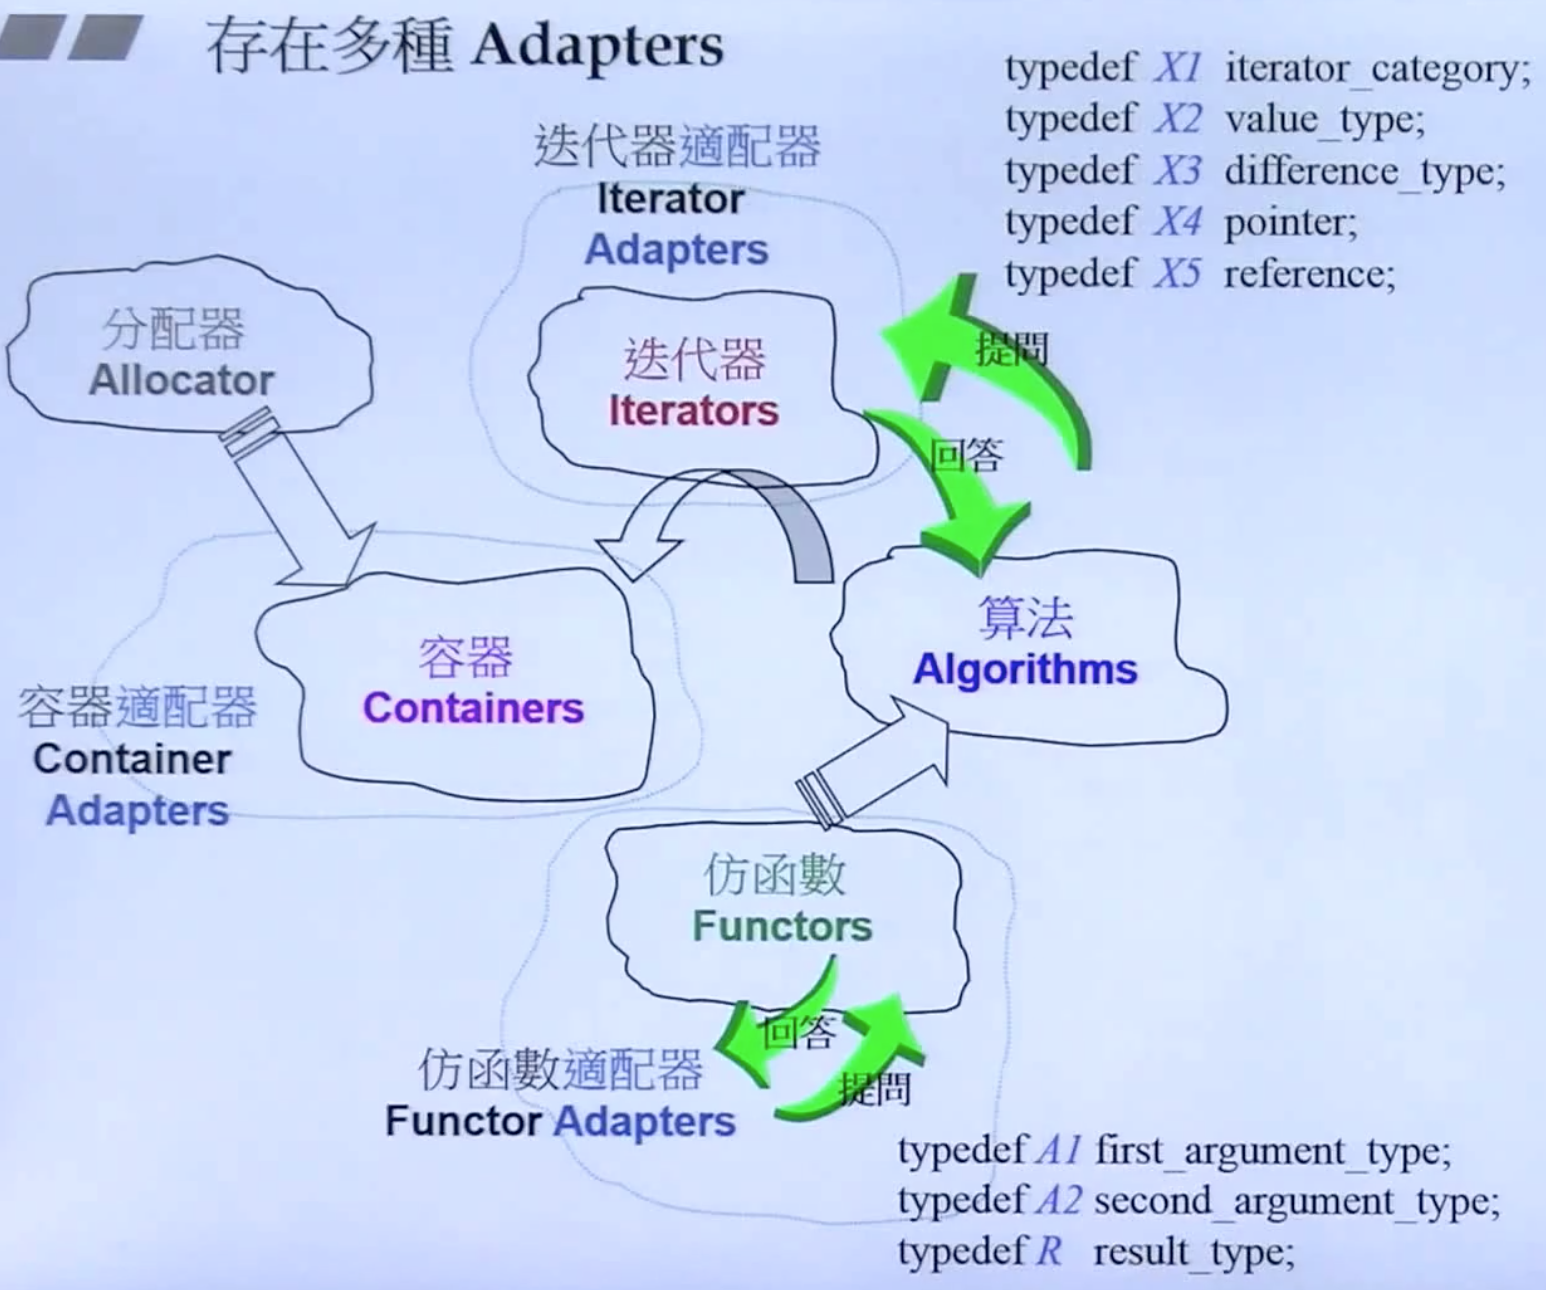 存在多種 Adapters
typedef X1 iterator_category;
typedef X2 value_type;
typedef X3 difference_type;
typedef X4 pointer;
typedef X5 reference;
迭代器適配器
Iterator
Adapters
分配器
Allocator
迭代器
Iterators
提問
回答
容器
Containers
算法
Algorithms
容器適配器
Container
Adapters
仿函數
Functors
回答
提問
仿函數適配器
Functor Adapters
typedef A1 first_argument_type;
typedef A2 second_argument_type;
typedef R result_type;